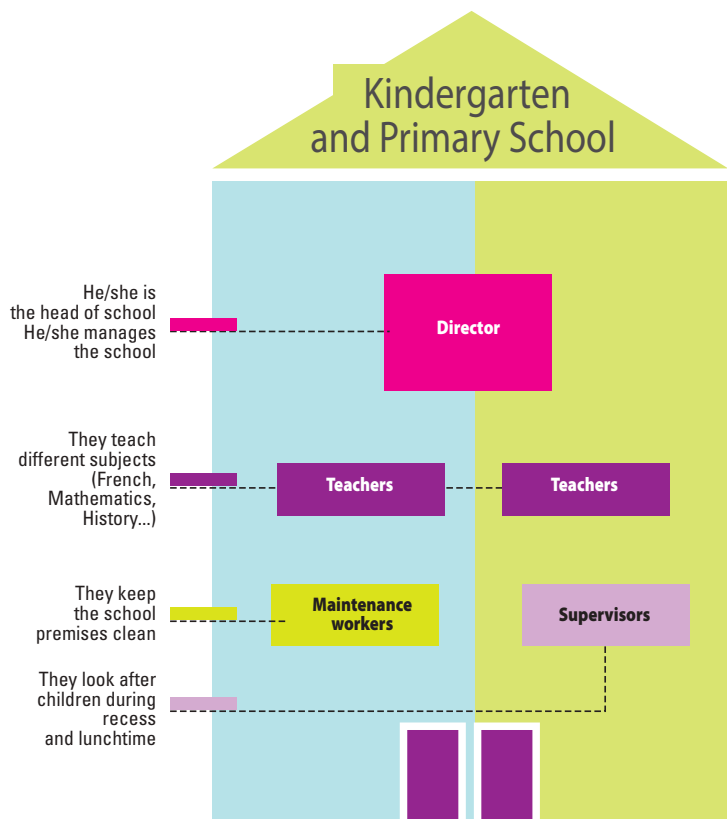 Kindergarten
and Primary School
He/she is
the head of school
He/she manages
the school
Director
They teach
different subjects
(French,
Mathematics,
History...)
Teachers
Teachers
They keep
the school
premises clean
Maintenance
workers
Supervisors
They look after
children during
recess
and lunchtime